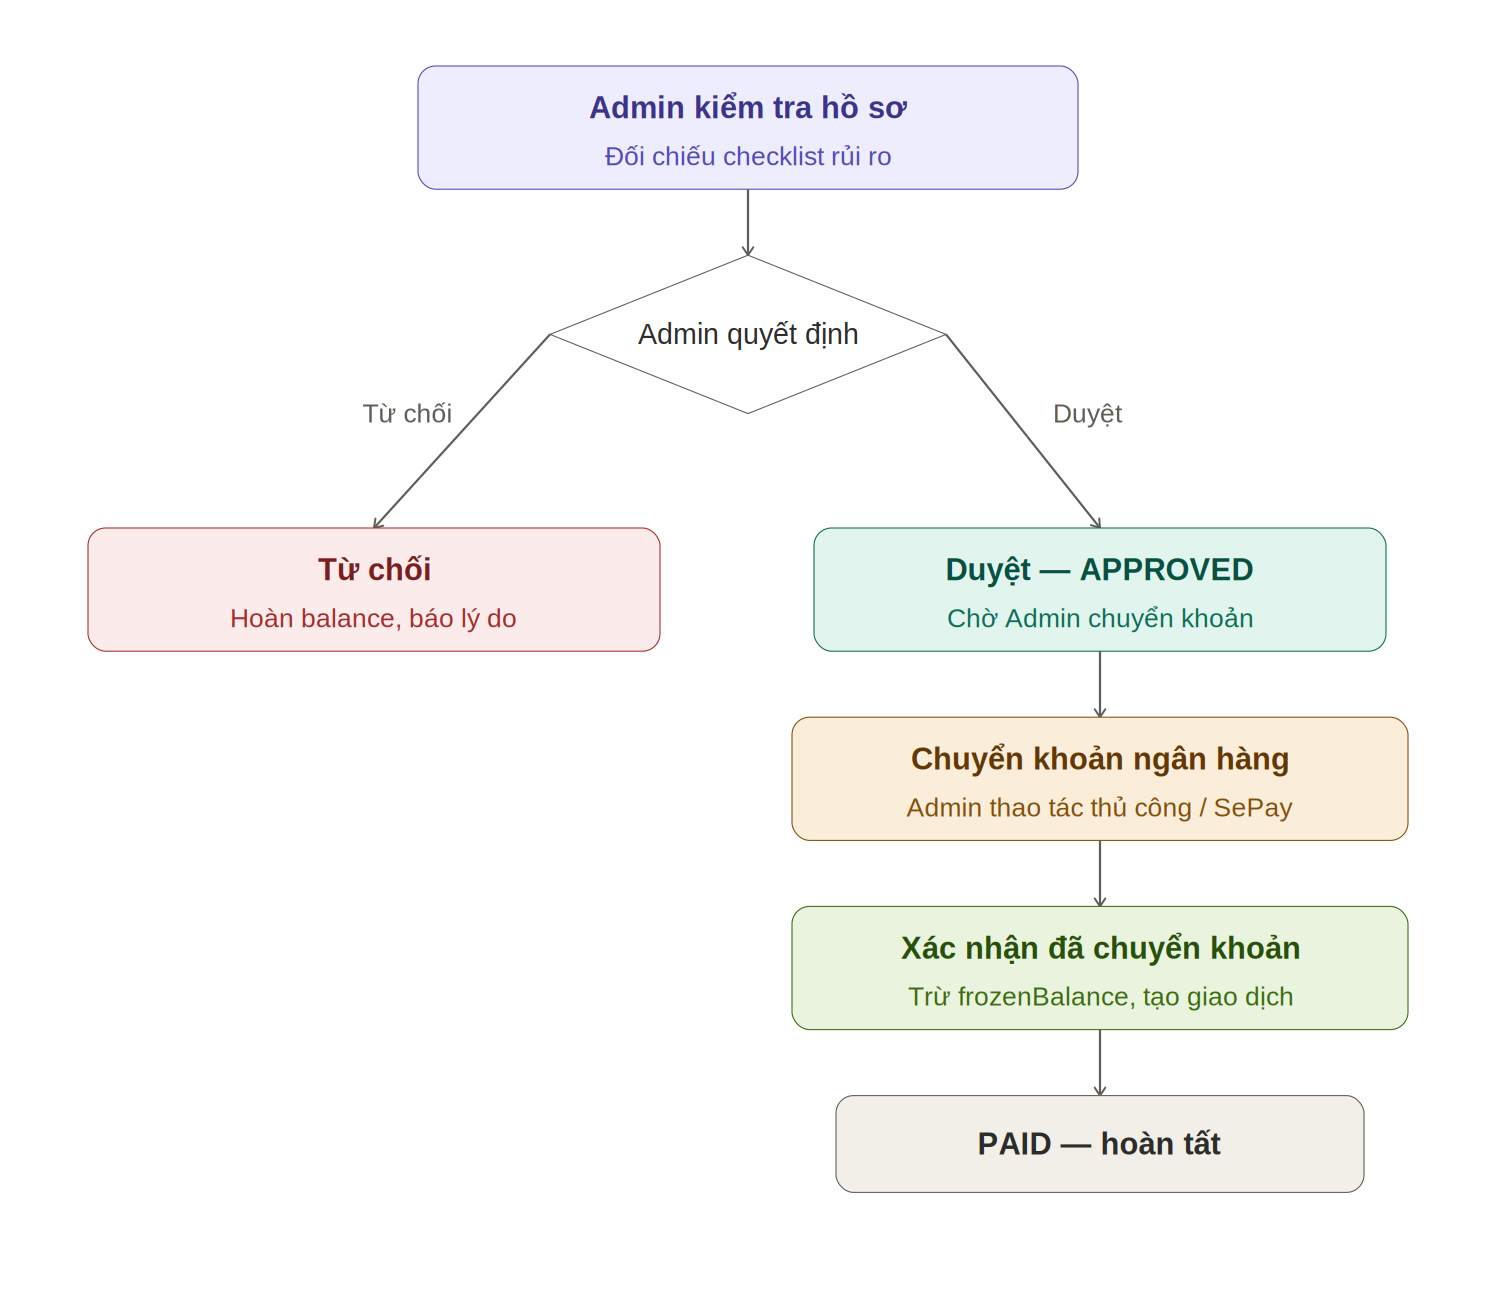 Admin kiểm tra hồ sơ
Đối chiếu checklist rủi ro
Admin quyết định
Từ chối
Duyệt
Từ chối
Hoàn balance, báo lý do
Duyệt — APPROVED
Chờ Admin chuyển khoản
Chuyển khoản ngân hàng
Admin thao tác thủ công / SePay
Xác nhận đã chuyển khoản
Trừ frozenBalance, tạo giao dịch
PAID — hoàn tất